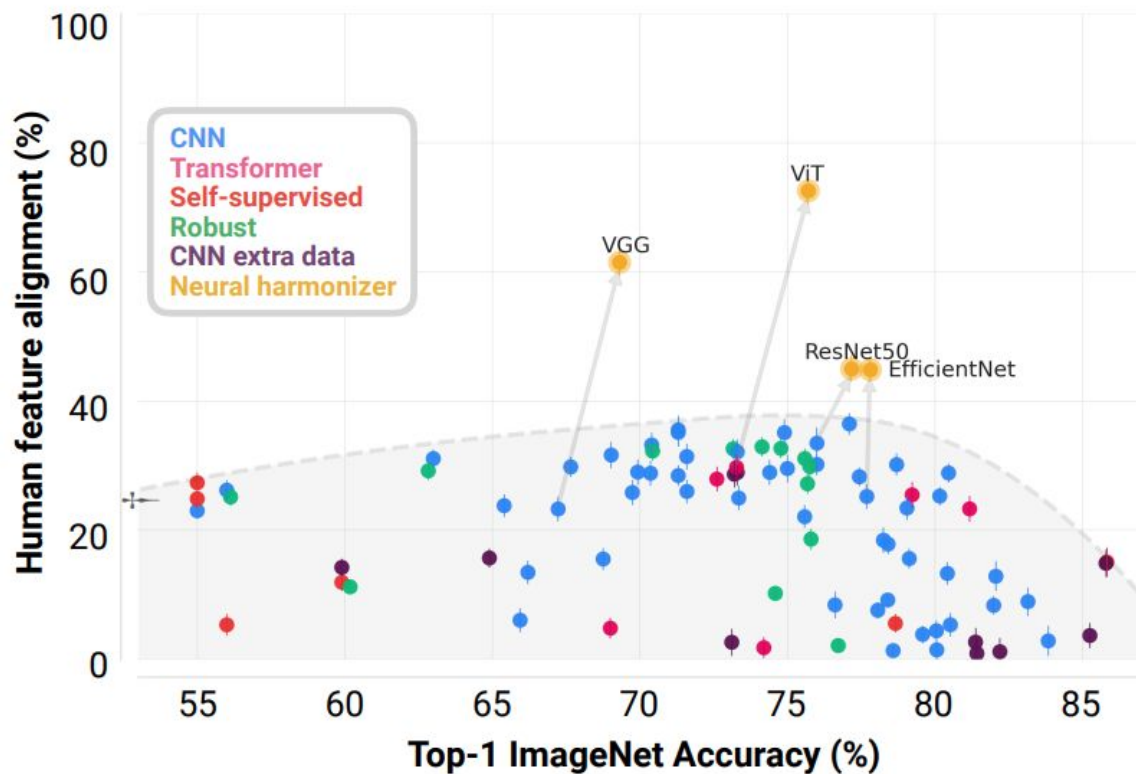 100
80
60
40
20
0
Human feature alignment (%)
CNN
Transformer
Self-supervised
Robust
CNN extra data
Neural harmonizer
ViT
VGG
ResNet50
EfficientNet
55 60 65 70 75 80 85
Top-1 ImageNet Accuracy (%)